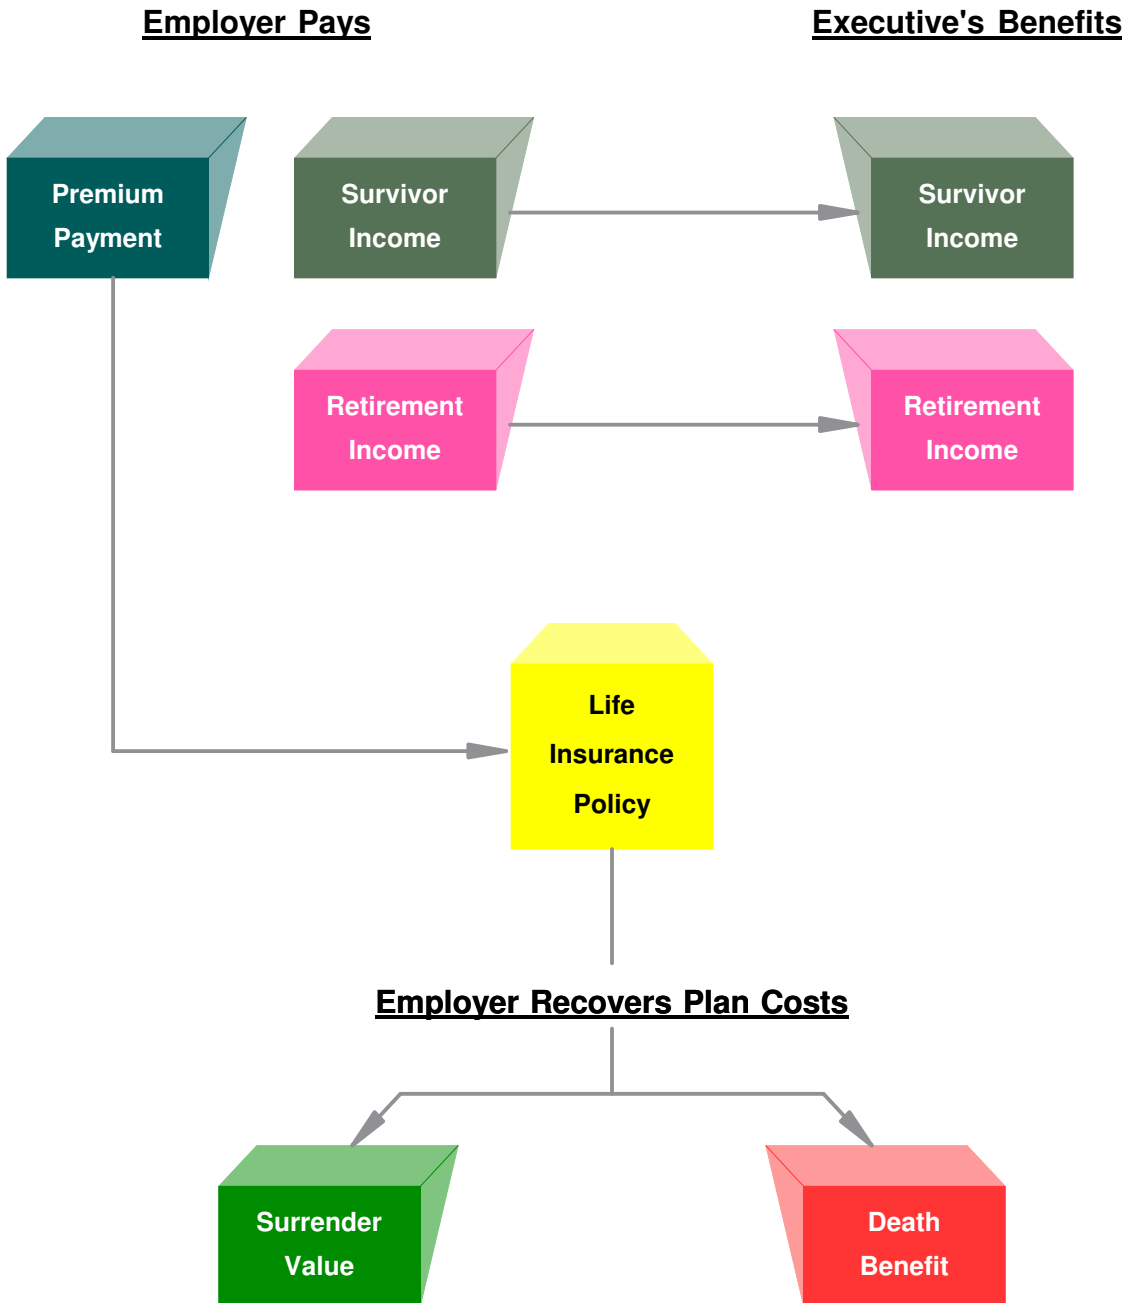 Employer Pays
Executive's Benefits
Premium
Payment
Survivor
Income
Survivor
Income
Retirement
Income
Retirement
Income
Life
Insurance
Policy
Employer Recovers Plan Costs
Surrender
Value
Death
Benefit